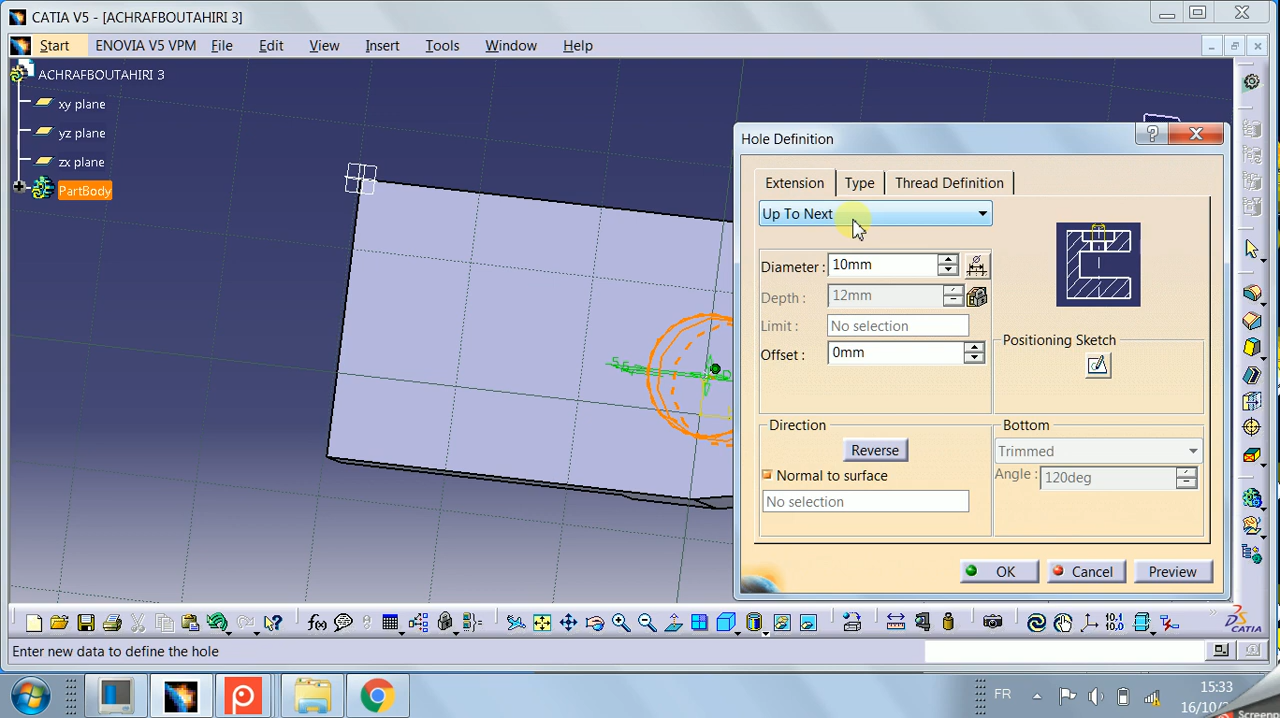 CATIA V5 - [ACHRAFBOUTAHIRI 3]
Start ENOVIA V5 VPM File Edit View Insert Tools Window Help
ACHRAFBOUTAHIRI 3
xy plane
yz plane
zx plane
PartBody
Hole Definition
Extension Type Thread Definition
Up To Next
Diameter : 10mm
Depth : 12mm
Limit : No selection
Offset : 0mm
Positioning Sketch
Direction
Reverse
Normal to surface
No selection
Bottom
Trimmed
Angle : 120deg
OK Cancel Preview
Enter new data to define the hole
CATIA
FR
15:33
16/10/2